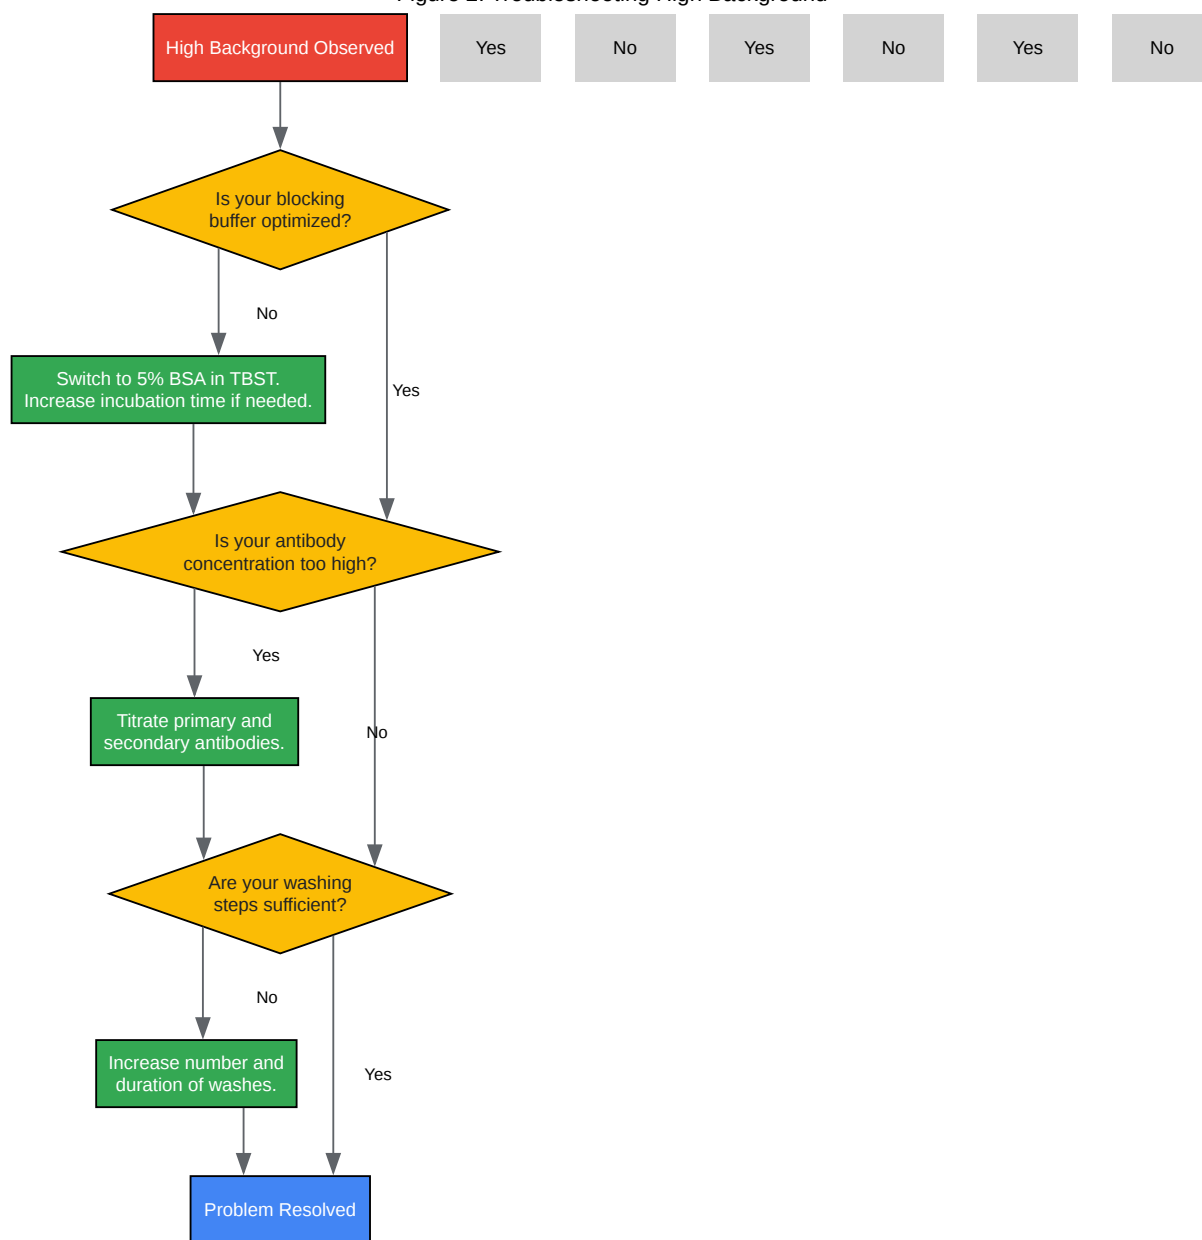 High Background Observed
Yes
No
Yes
No
Yes
No
Is your blocking
buffer optimized?
No
Switch to 5% BSA in TBST.
Increase incubation time if needed.
Yes
Is your antibody
concentration too high?
Yes
Titrate primary and
secondary antibodies.
No
Are your washing
steps sufficient?
No
Increase number and
duration of washes.
Yes
Problem Resolved